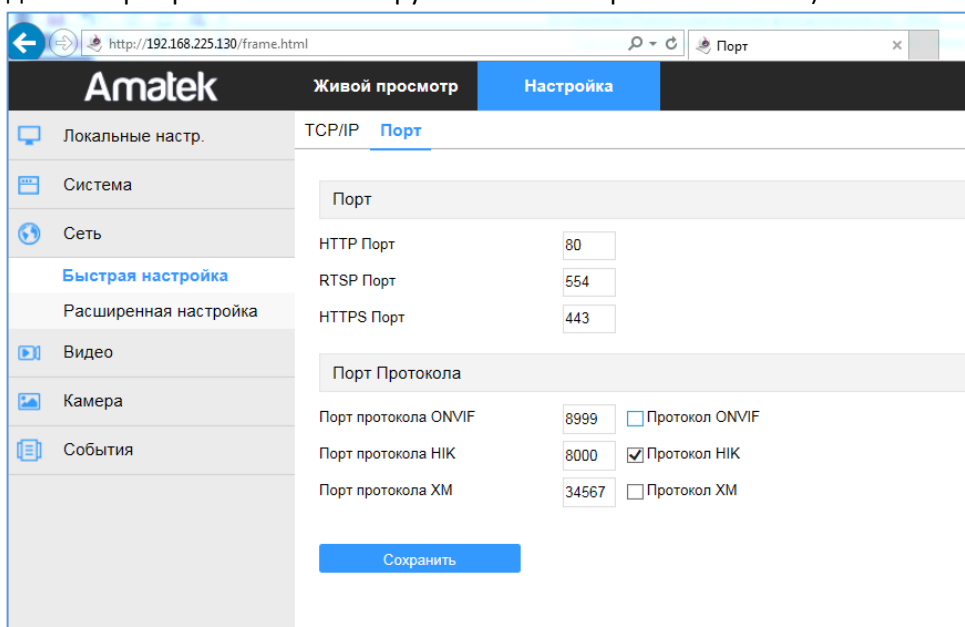 http://192.168.225.130/frame.html
Порт
Amatek
Живой просмотр
Настройка
Локальные настр.
Система
Сеть
Быстрая настройка
Расширенная настройка
Видео
Камера
События
TCP/IP
Порт
Порт
HTTP Порт 80
RTSP Порт 554
HTTPS Порт 443
Порт Протокола
Порт протокола ONVIF 8999 Протокол ONVIF
Порт протокола HIK 8000 Протокол HIK
Порт протокола XM 34567 Протокол XM
Сохранить